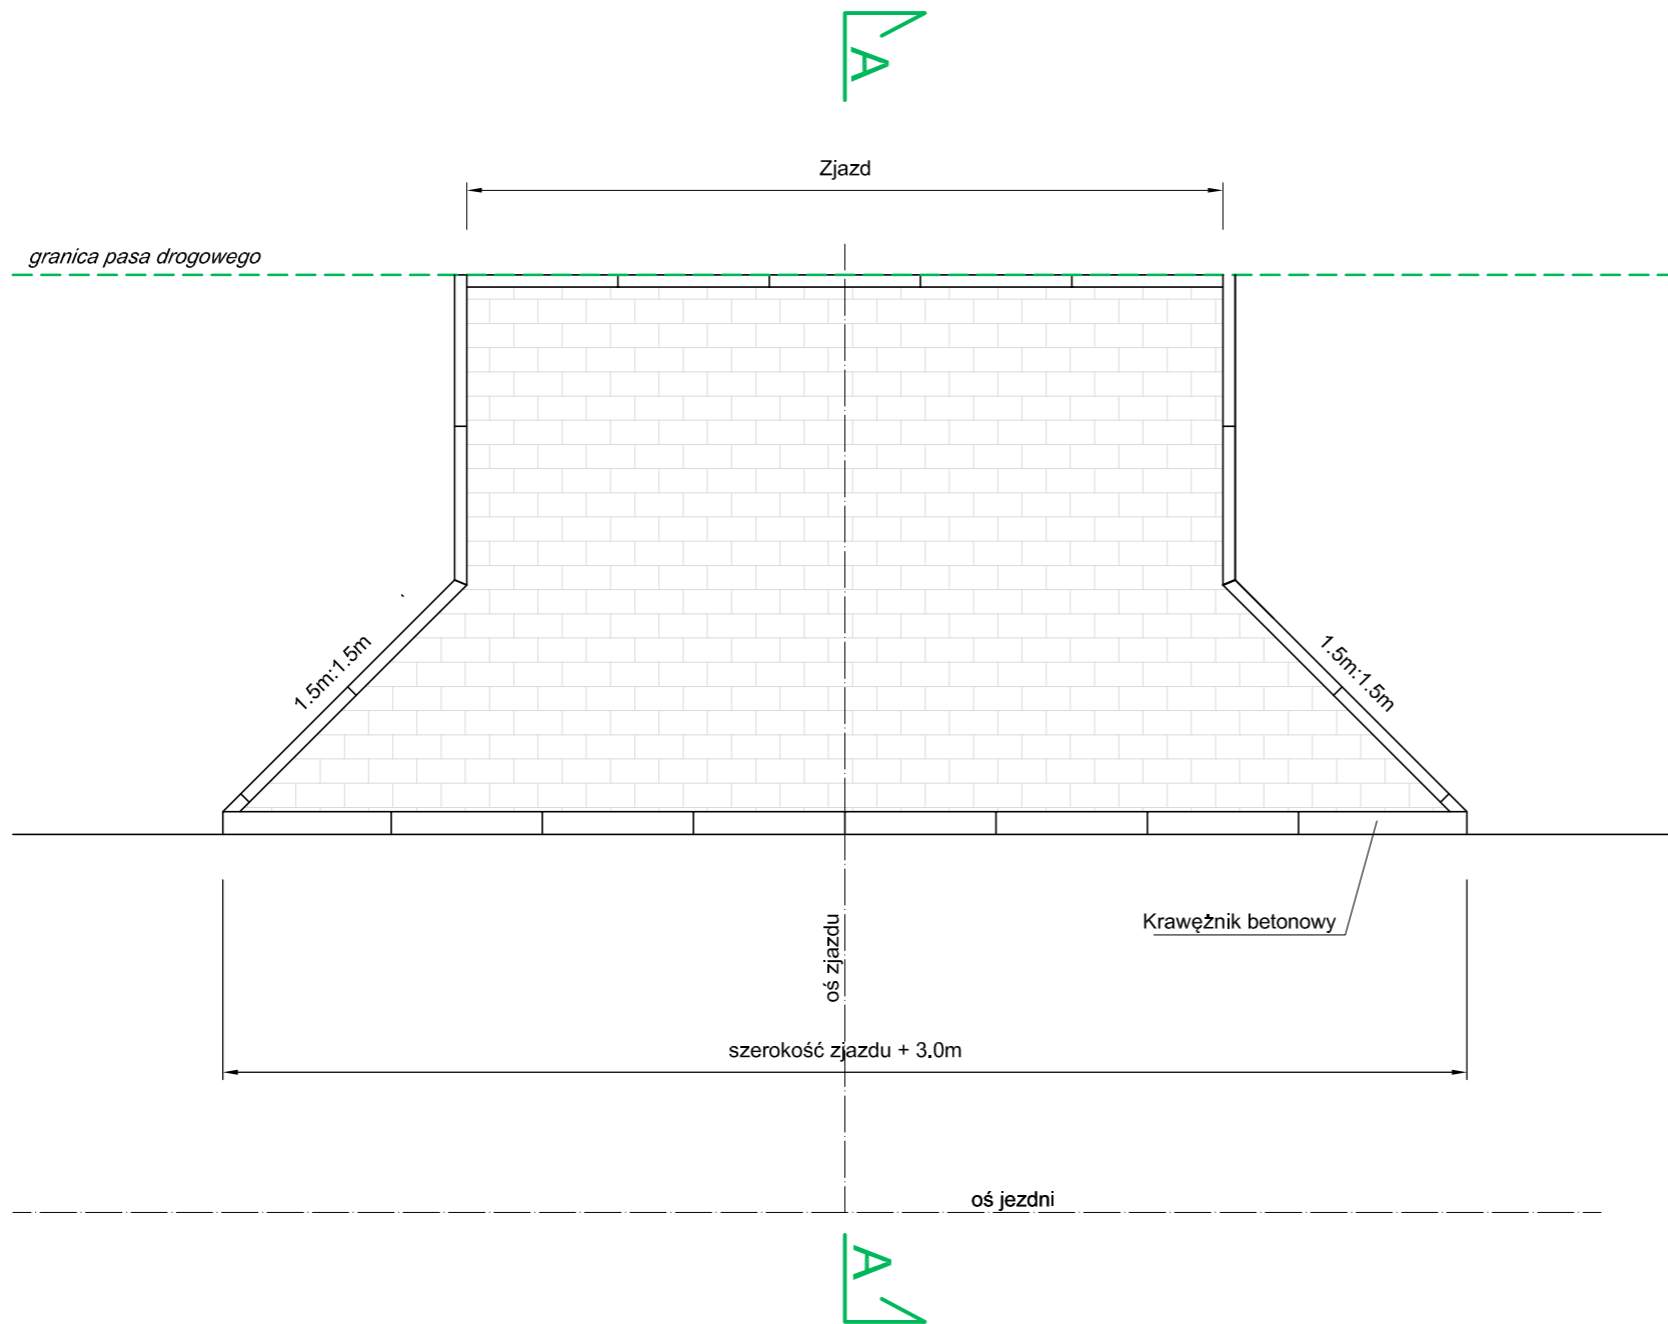 A
Zjazd
granica pasa drogowego
1.5m:1.5m
1.5m:1.5m
Krawężnik betonowy
oś zjazdu
szerokość zjazdu + 3.0m
oś jezdni
A